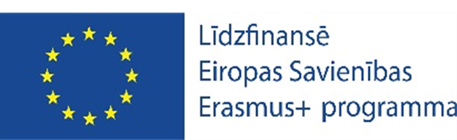 Līdzfinansē
Eiropas Savienības
Erasmus+ programma